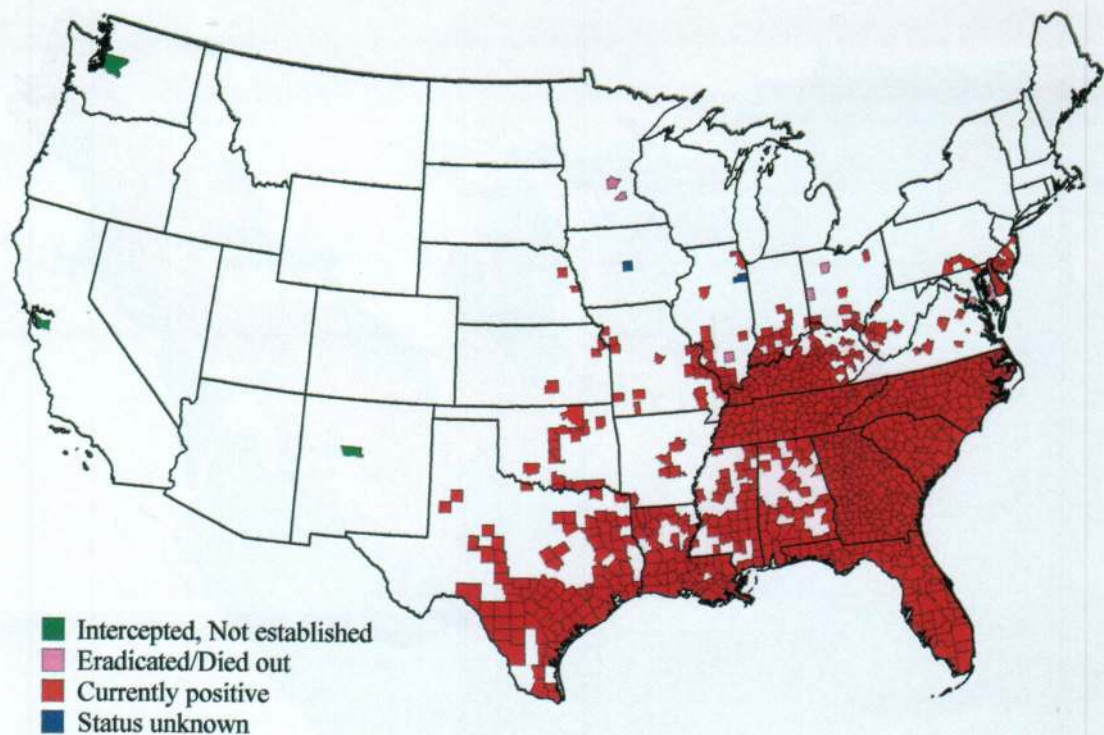 Intercepted, Not established
Eradicated/Died out
Currently positive
Status unknown